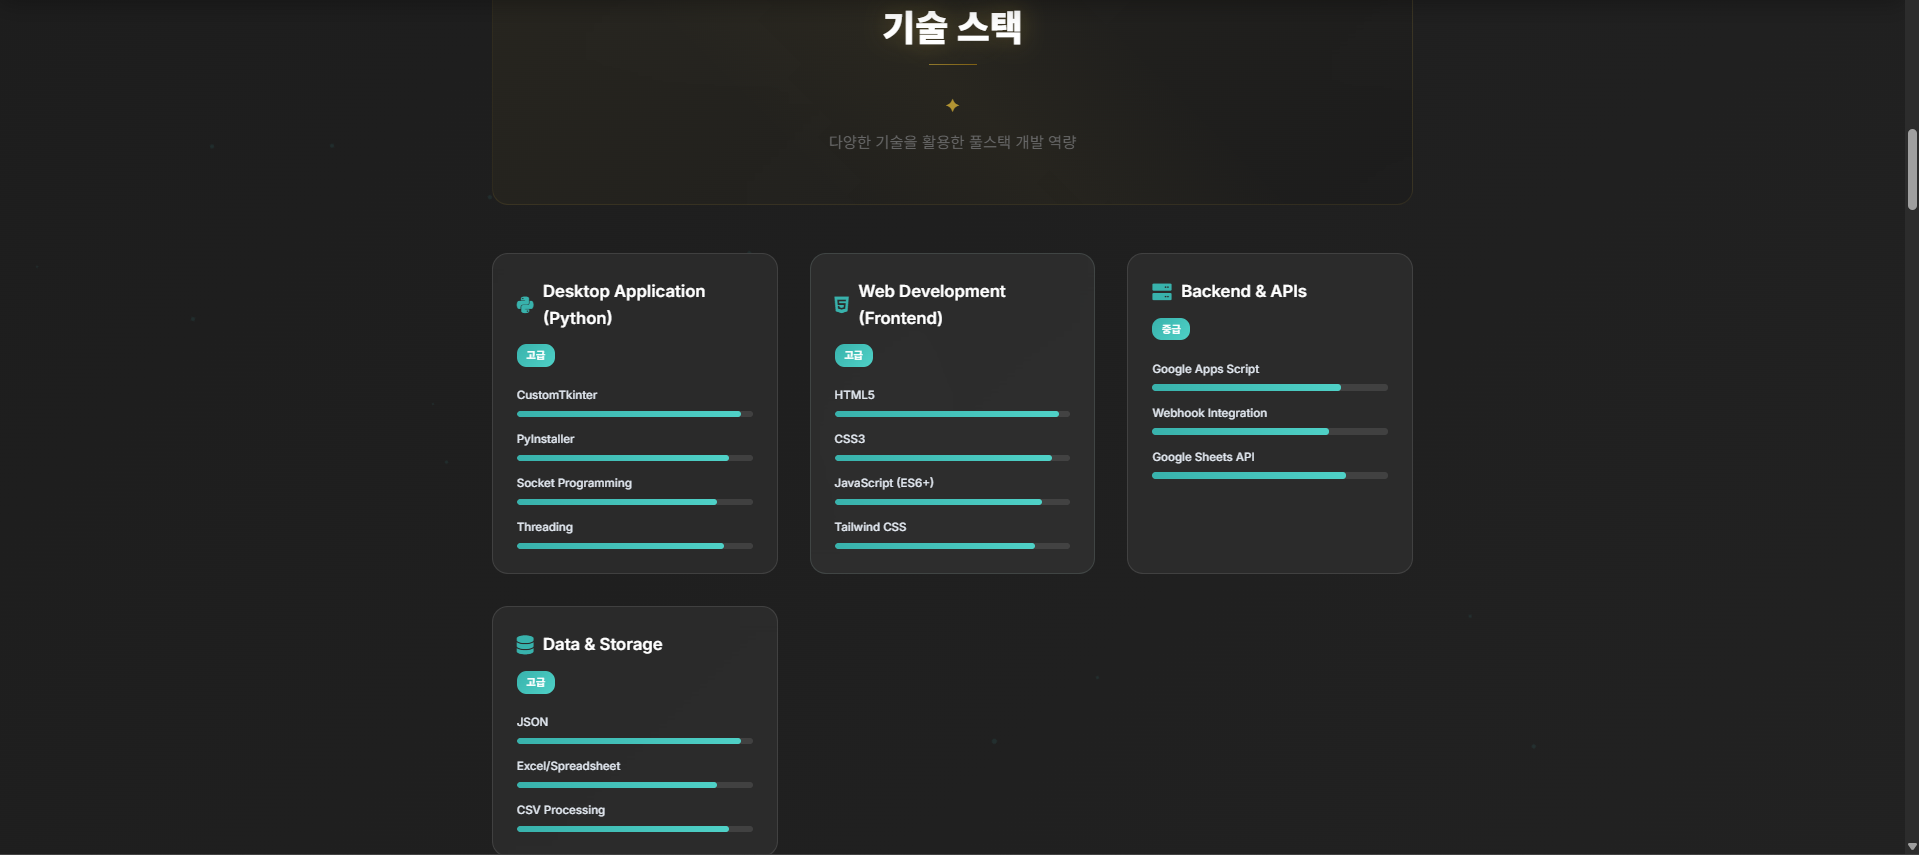 기술 스택
다양한 기술을 활용한 풀스택 개발 역량
Desktop Application
(Python)
고급
CustomTkinter
PyInstaller
Socket Programming
Threading
Web Development
(Frontend)
고급
HTML5
CSS3
JavaScript (ES6+)
Tailwind CSS
Backend & APIs
중급
Google Apps Script
Webhook Integration
Google Sheets API
Data & Storage
고급
JSON
Excel/Spreadsheet
CSV Processing